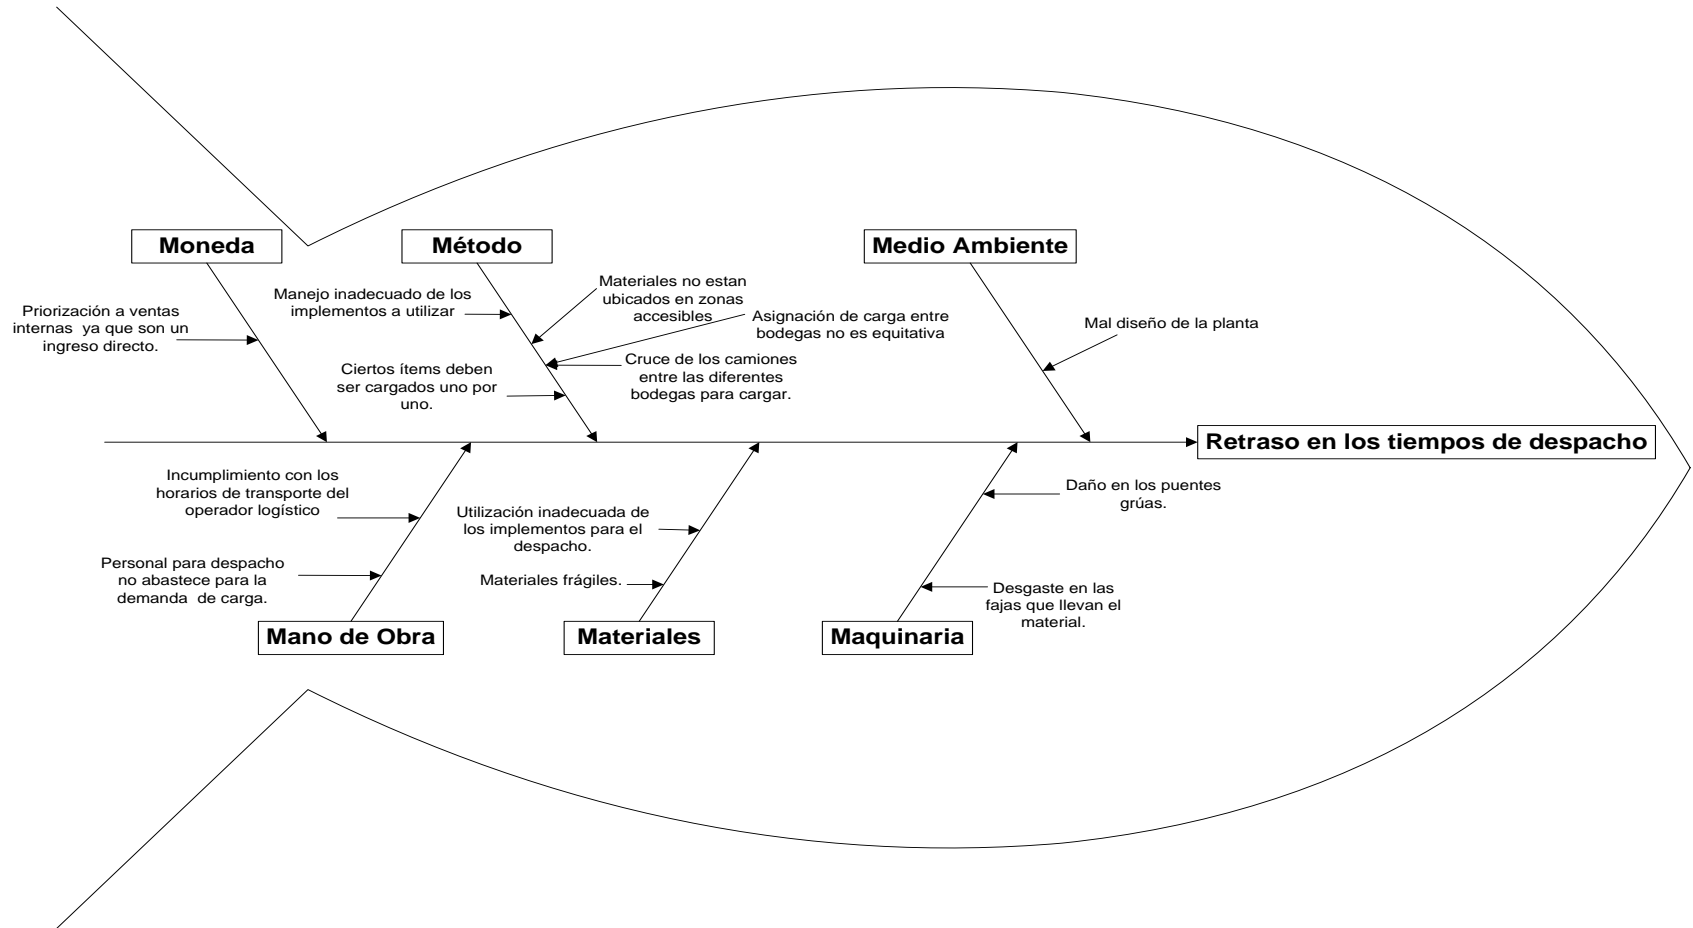 Moneda
Método
Medio Ambiente
Priorización a ventas
internas  ya que son un
ingreso directo.
Manejo inadecuado de los
implementos a utilizar
Materiales no estan
ubicados en zonas
accesibles
Asignación de carga entre
bodegas no es equitativa
Ciertos ítems deben
ser cargados uno por
uno.
Cruce de los camiones
entre las diferentes
bodegas para cargar.
Mal diseño de la planta
Retraso en los tiempos de despacho
Incumplimiento con los
horarios de transporte del
operador logístico
Personal para despacho
no abastece para la
demanda  de carga.
Utilización inadecuada de
los implementos para el
despacho.
Materiales frágiles.
Daño en los puentes
grúas.
Desgaste en las
fajas que llevan el
material.
Mano de Obra
Materiales
Maquinaria